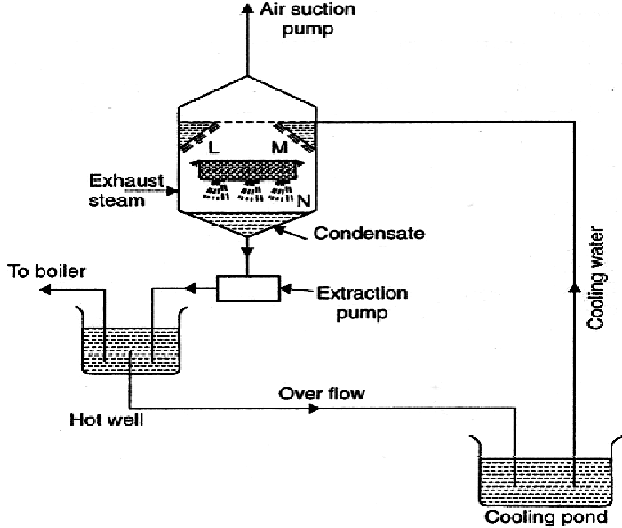 Air suction
pump
L
M
Exhaust
steam
N
Condensate
To boiler
Extraction
pump
Cooling water
Over flow
Hot well
Cooling pond